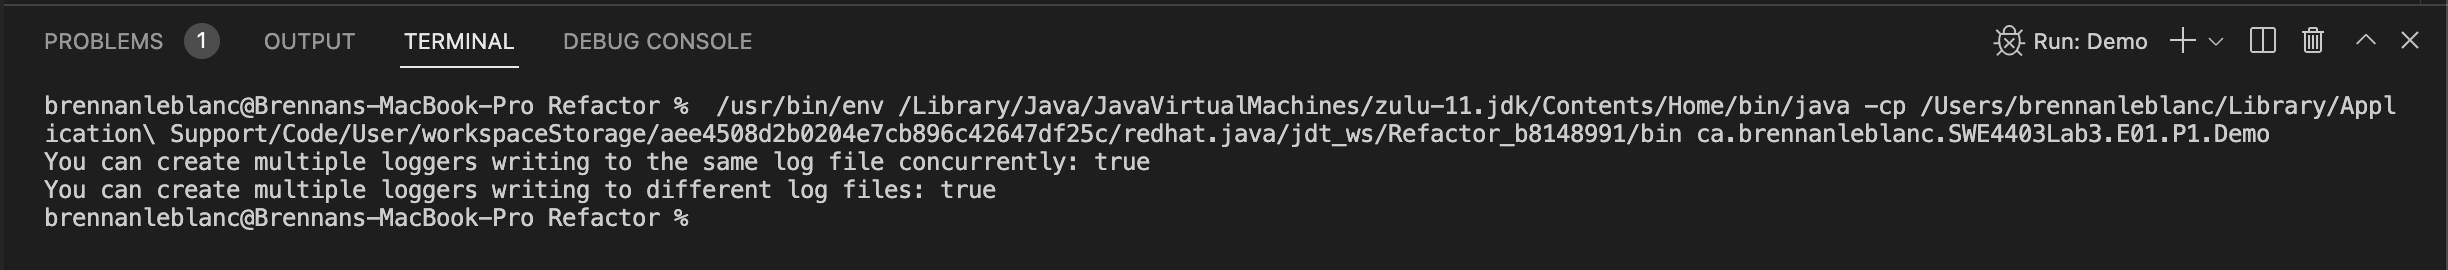 PROBLEMS 1 OUTPUT TERMINAL DEBUG CONSOLE Run: Demo
brennanleblanc@Brennans-MacBook-Pro Refactor %  /usr/bin/env /Library/Java/JavaVirtualMachines/zulu-11.jdk/Contents/Home/bin/java -cp /Users/brennanleblanc/Library/Appl
ication\ Support/Code/User/workspaceStorage/aee4508d2b0204e7cb896c42647df25c/redhat.java/jdt_ws/Refactor_b8148991/bin ca.brennanleblanc.SWE4403Lab3.E01.P1.Demo
You can create multiple loggers writing to the same log file concurrently: true
You can create multiple loggers writing to different log files: true
brennanleblanc@Brennans-MacBook-Pro Refactor %